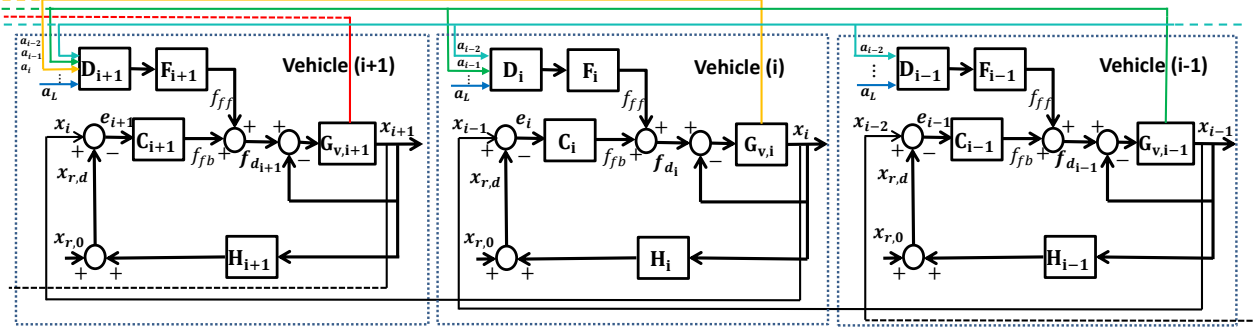 a_{i-2}
a_{i-1}
a_i
⋮
a_L
D_{i+1}
F_{i+1}
Vehicle (i+1)
f_{ff}
x_i
e_{i+1}
+
−
C_{i+1}
f_{fb}
+
+
f_{d_{i+1}}
+
−
G_{v,i+1}
x_{i+1}
x_{r,d}
x_{r,0}
+
+
H_{i+1}
a_{i-2}
a_{i-1}
⋮
a_L
D_i
F_i
Vehicle (i)
f_{ff}
x_{i-1}
e_i
+
−
C_i
f_{fb}
+
+
f_{d_i}
+
−
G_{v,i}
x_i
x_{r,d}
x_{r,0}
+
+
H_i
a_{i-2}
⋮
a_L
D_{i-1}
F_{i-1}
Vehicle (i-1)
f_{ff}
x_{i-2}
e_{i-1}
+
−
C_{i-1}
f_{fb}
+
+
f_{d_{i-1}}
+
−
G_{v,i-1}
x_{i-1}
x_{r,d}
x_{r,0}
+
+
H_{i-1}